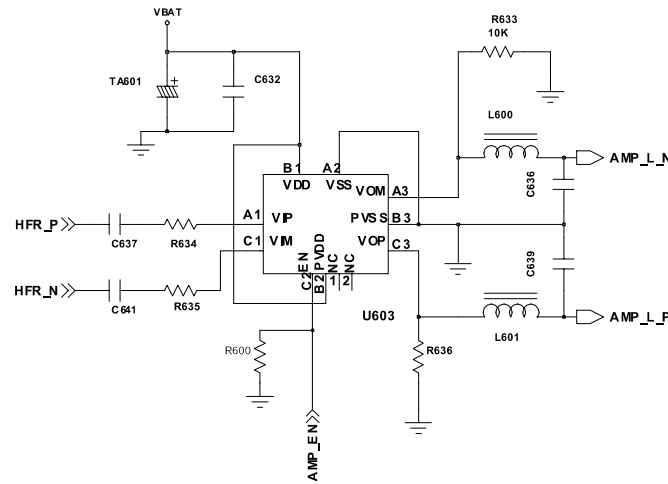 VBAT
R633
10K
TA601
C632
L600
B1
A2
VDD
VSS
AMP_L_N
C636
VOM
A3
HFR_P
A1
VIP
PVSS
B3
C637
R634
C1
VIM
VOP
C3
C639
C2
EN
B2
PVDD
NC
NC
1
2
HFR_N
C641
R635
U603
AMP_L_P
L601
R600
R636
AMP_EN